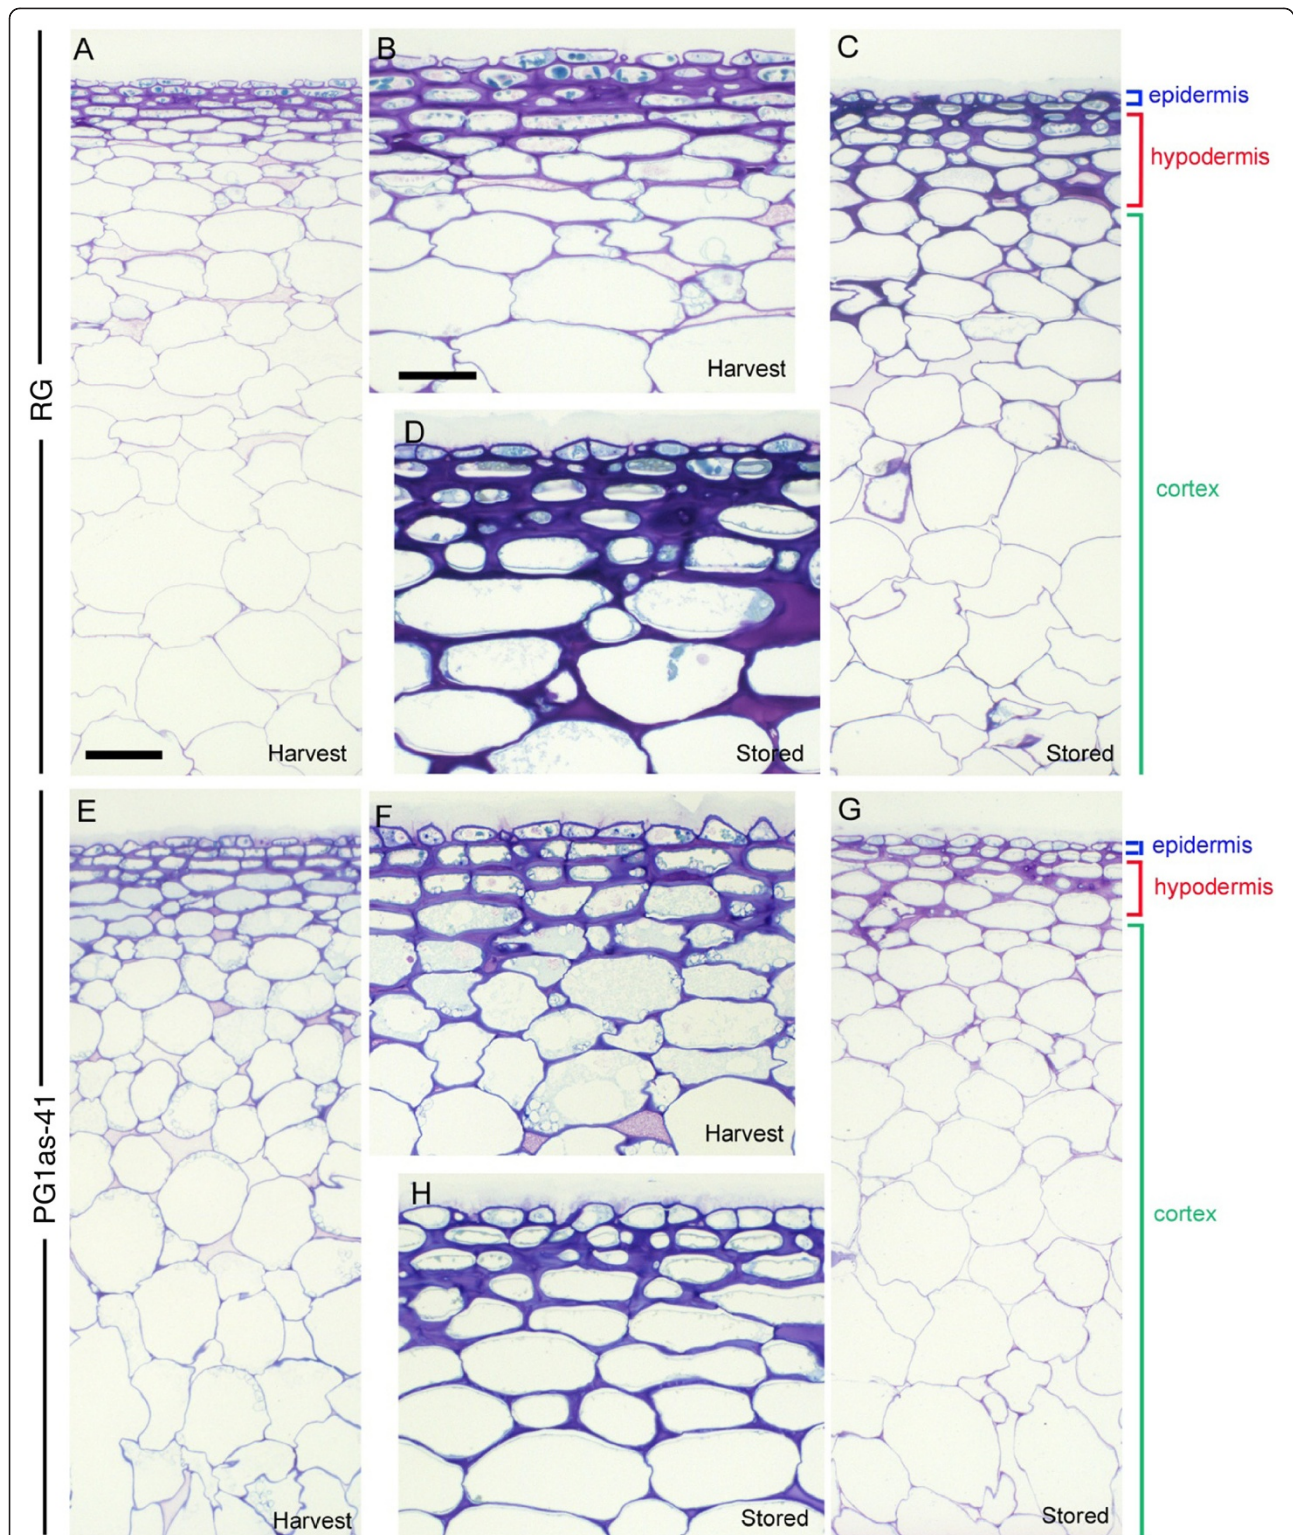 A
B
C
epidermis
hypodermis
Harvest
RG
D
cortex
Harvest
Stored
Stored
E
F
G
epidermis
hypodermis
Harvest
PG1as-41
H
cortex
Harvest
Stored
Stored